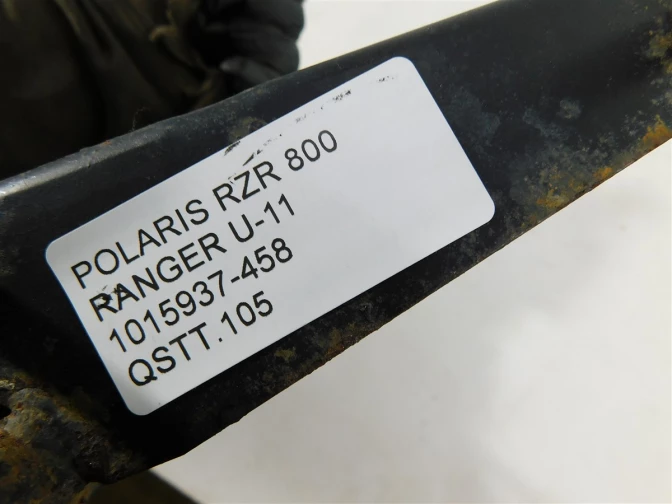 POLARIS RZR 800
RANGER U-11
1015937-458
QSTT.105